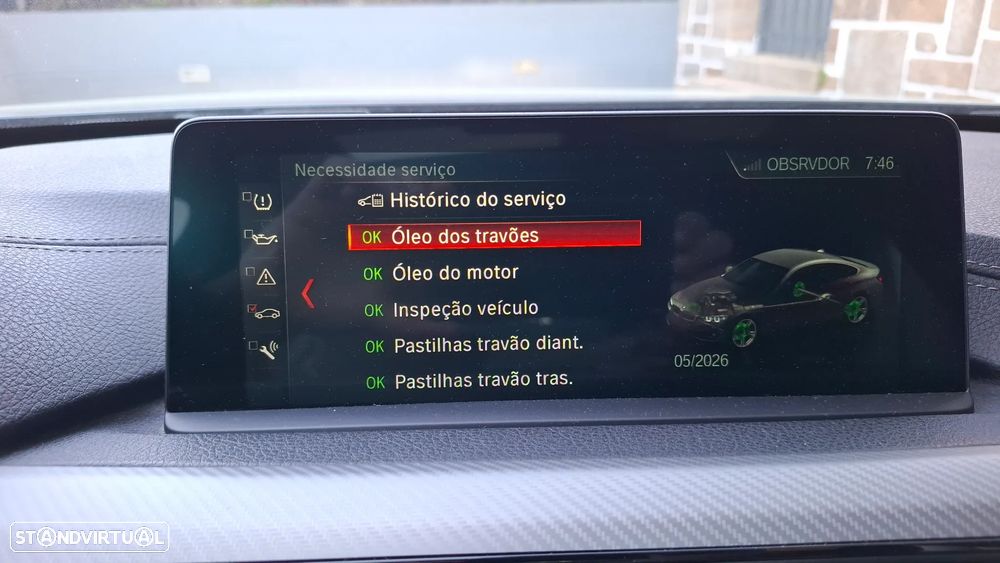 Necessidade serviço
OBSRVDOR 7:46
Histórico do serviço
OK Óleo dos travões
OK Óleo do motor
OK Inspeção veículo
OK Pastilhas travão diant.
OK Pastilhas travão tras.
05/2026
STANDVIRTUAL